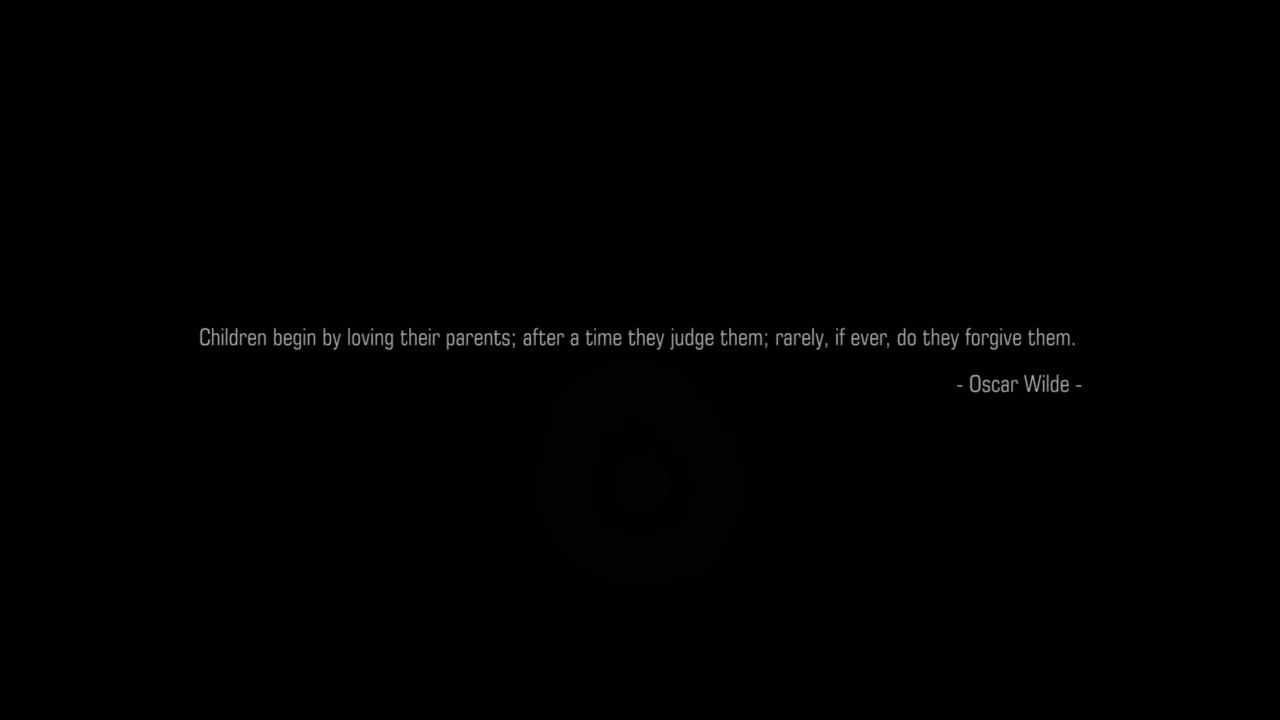 Children begin by loving their parents; after a time they judge them; rarely, if ever, do they forgive them.
- Oscar Wilde -